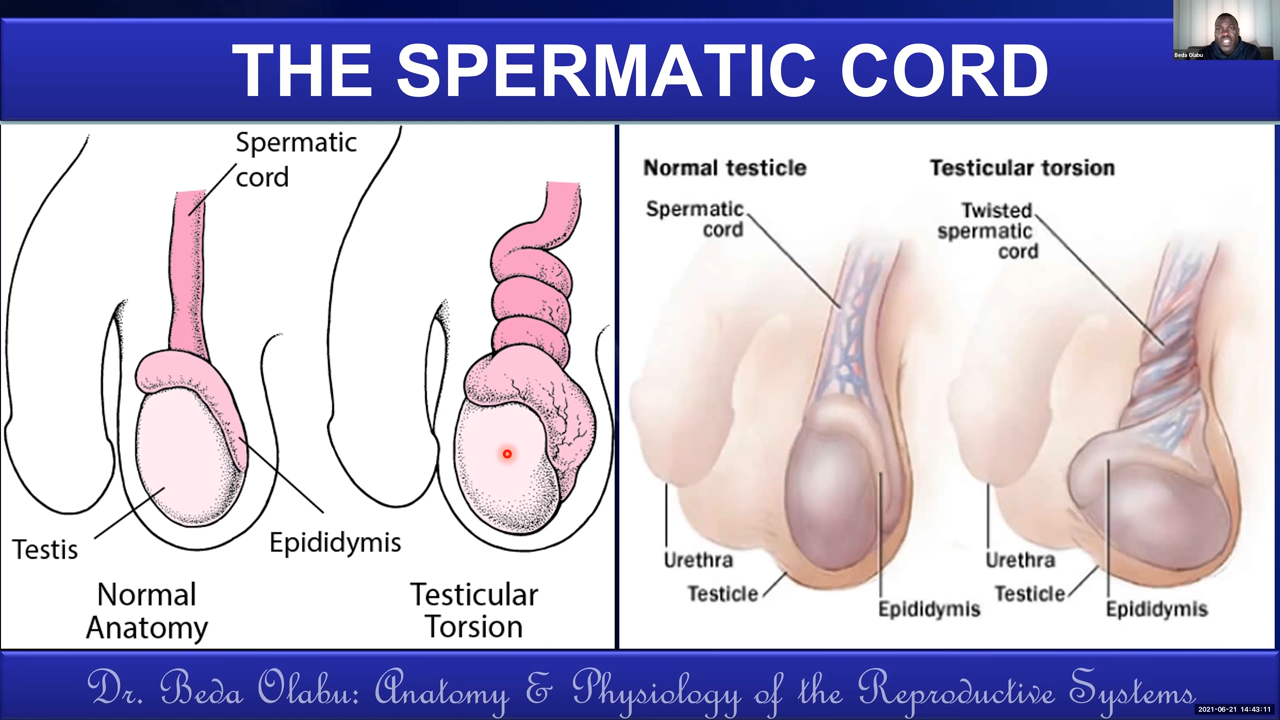 THE SPERMATIC CORD
Beda Olabu
Spermatic
cord
Testis
Epididymis
Normal
Anatomy
Testicular
Torsion
Normal testicle
Spermatic
cord
Urethra
Testicle
Epididymis
Testicular torsion
Twisted
spermatic
cord
Urethra
Testicle
Epididymis
Dr. Beda Olabu: Anatomy & Physiology of the Reproductive Systems
2021-06-21 14:43:11